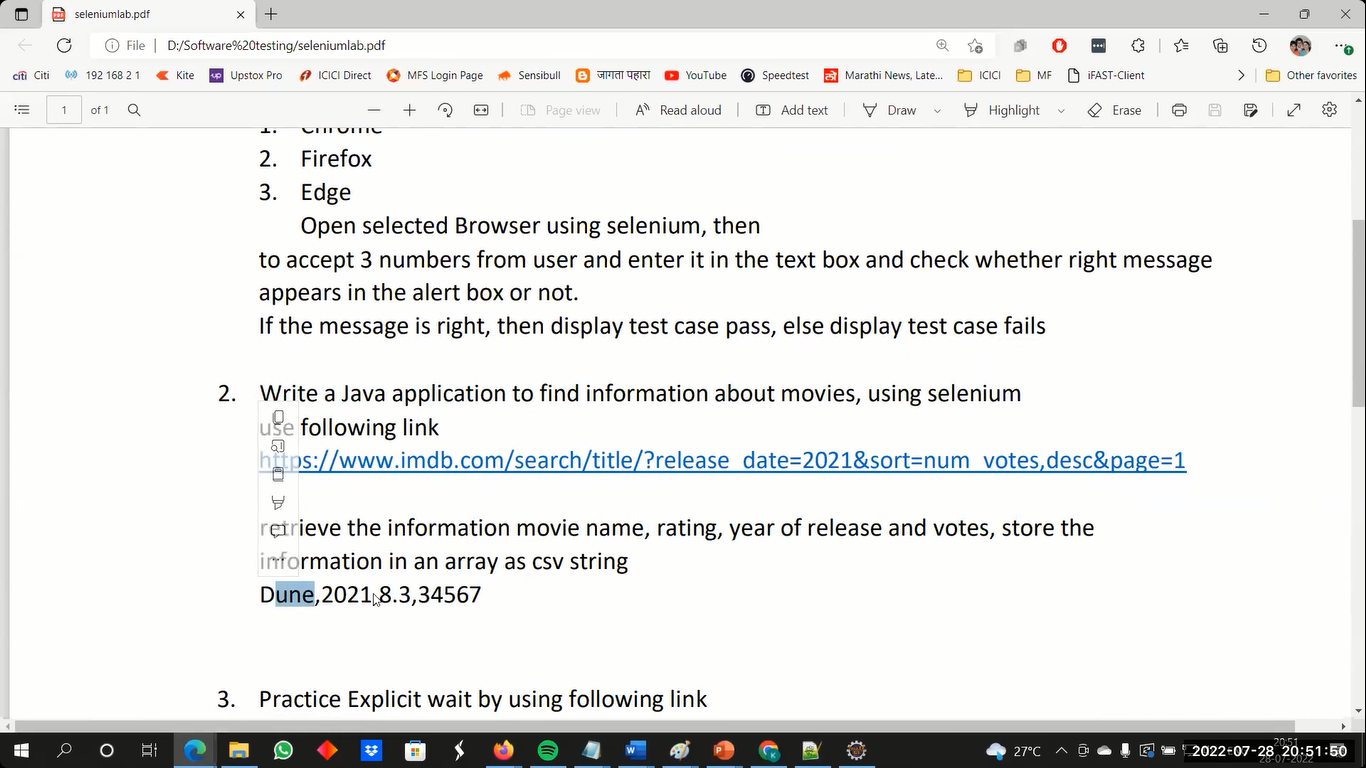 seleniumlab.pdf
File D:/Software%20testing/seleniumlab.pdf
citi Citi 192 168 2 1 Kite up Upstox Pro ICICI Direct MFS Login Page Sensibull जागता पहारा YouTube Speedtest Marathi News, Late... ICICI MF iFAST-Client Other favorites
1 of 1 Page view Read aloud Add text Draw Highlight Erase
1. Chrome
2. Firefox
3. Edge
Open selected Browser using selenium, then
to accept 3 numbers from user and enter it in the text box and check whether right message
appears in the alert box or not.
If the message is right, then display test case pass, else display test case fails
2. Write a Java application to find information about movies, using selenium
use following link
https://www.imdb.com/search/title/?release_date=2021&sort=num_votes,desc&page=1
retrieve the information movie name, rating, year of release and votes, store the
information in an array as csv string
Dune,2021,8.3,34567
3. Practice Explicit wait by using following link
27°C
20:51
2022-07-28 20:51:50
28-07-2022